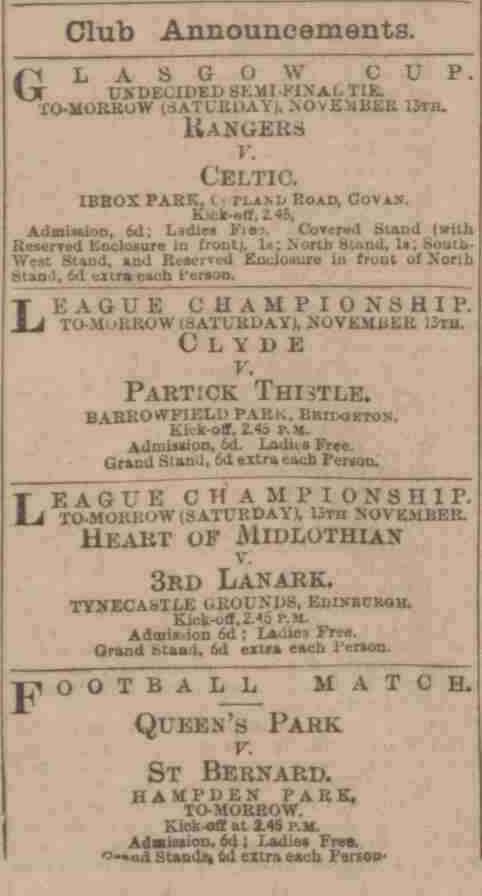 Club Announcements.
GLASGOW CUP.
UNDECIDED SEMI-FINAL TIE.
TO-MORROW (SATURDAY), NOVEMBER 13TH.
RANGERS
V.
CELTIC.
IBROX PARK, COPLAND ROAD, GOVAN.
Kick-off, 2.45,
Admission, 6d; Ladies Free. Covered Stand (with
Reserved Enclosure in front), 1s; North Stand, 1s; South-
West Stand, and Reserved Enclosure in front of North
Stand, 6d extra each Person.
LEAGUE CHAMPIONSHIP.
TO-MORROW (SATURDAY), NOVEMBER 13TH.
CLYDE
V.
PARTICK THISTLE.
BARROWFIELD PARK, BRIDGETON.
Kick-off, 2.45 P.M.
Admission, 6d. Ladies Free.
Grand Stand, 6d extra each Person.
LEAGUE CHAMPIONSHIP.
TO-MORROW (SATURDAY), 13TH NOVEMBER.
HEART OF MIDLOTHIAN
V.
3RD LANARK.
TYNECASTLE GROUNDS, EDINBURGH.
Kick-off, 2.45 P.M.
Admission 6d; Ladies Free.
Grand Stand, 6d extra each Person.
FOOTBALL MATCH.
QUEEN'S PARK
V.
ST BERNARD.
HAMPDEN PARK,
TO-MORROW.
Kick-off at 2.45 P.M.
Admission, 6d; Ladies Free.
Grand Stands, 6d extra each Person.